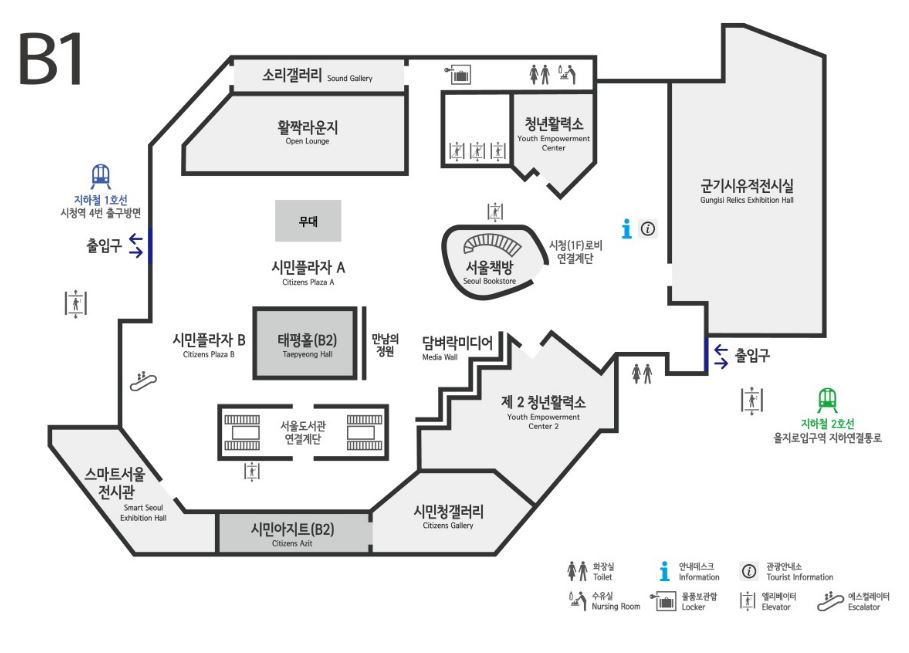 B1
소리갤러리 Sound Gallery
활짝라운지
Open Lounge
청년활력소
Youth Empowerment
Center
군기시유적전시실
Gungisi Relics Exhibition Hall
지하철 1호선
시청역 4번 출구방면
출입구
무대
시민플라자 A
Citizens Plaza A
서울책방
Seoul Bookstore
시청(1F)로비
연결계단
i
i
시민플라자 B
Citizens Plaza B
태평홀(B2)
Taepyeong Hall
만남의
정원
담벼락미디어
Media Wall
출입구
지하철 2호선
을지로입구역 지하연결통로
제 2 청년활력소
Youth Empowerment
Center 2
서울도서관
연결계단
스마트서울
전시관
Smart Seoul
Exhibition Hall
시민아지트(B2)
Citizens Azit
시민청갤러리
Citizens Gallery
화장실
Toilet
i
안내데스크
Information
i
관광안내소
Tourist Information
수유실
Nursing Room
물품보관함
Locker
엘리베이터
Elevator
에스컬레이터
Escalator